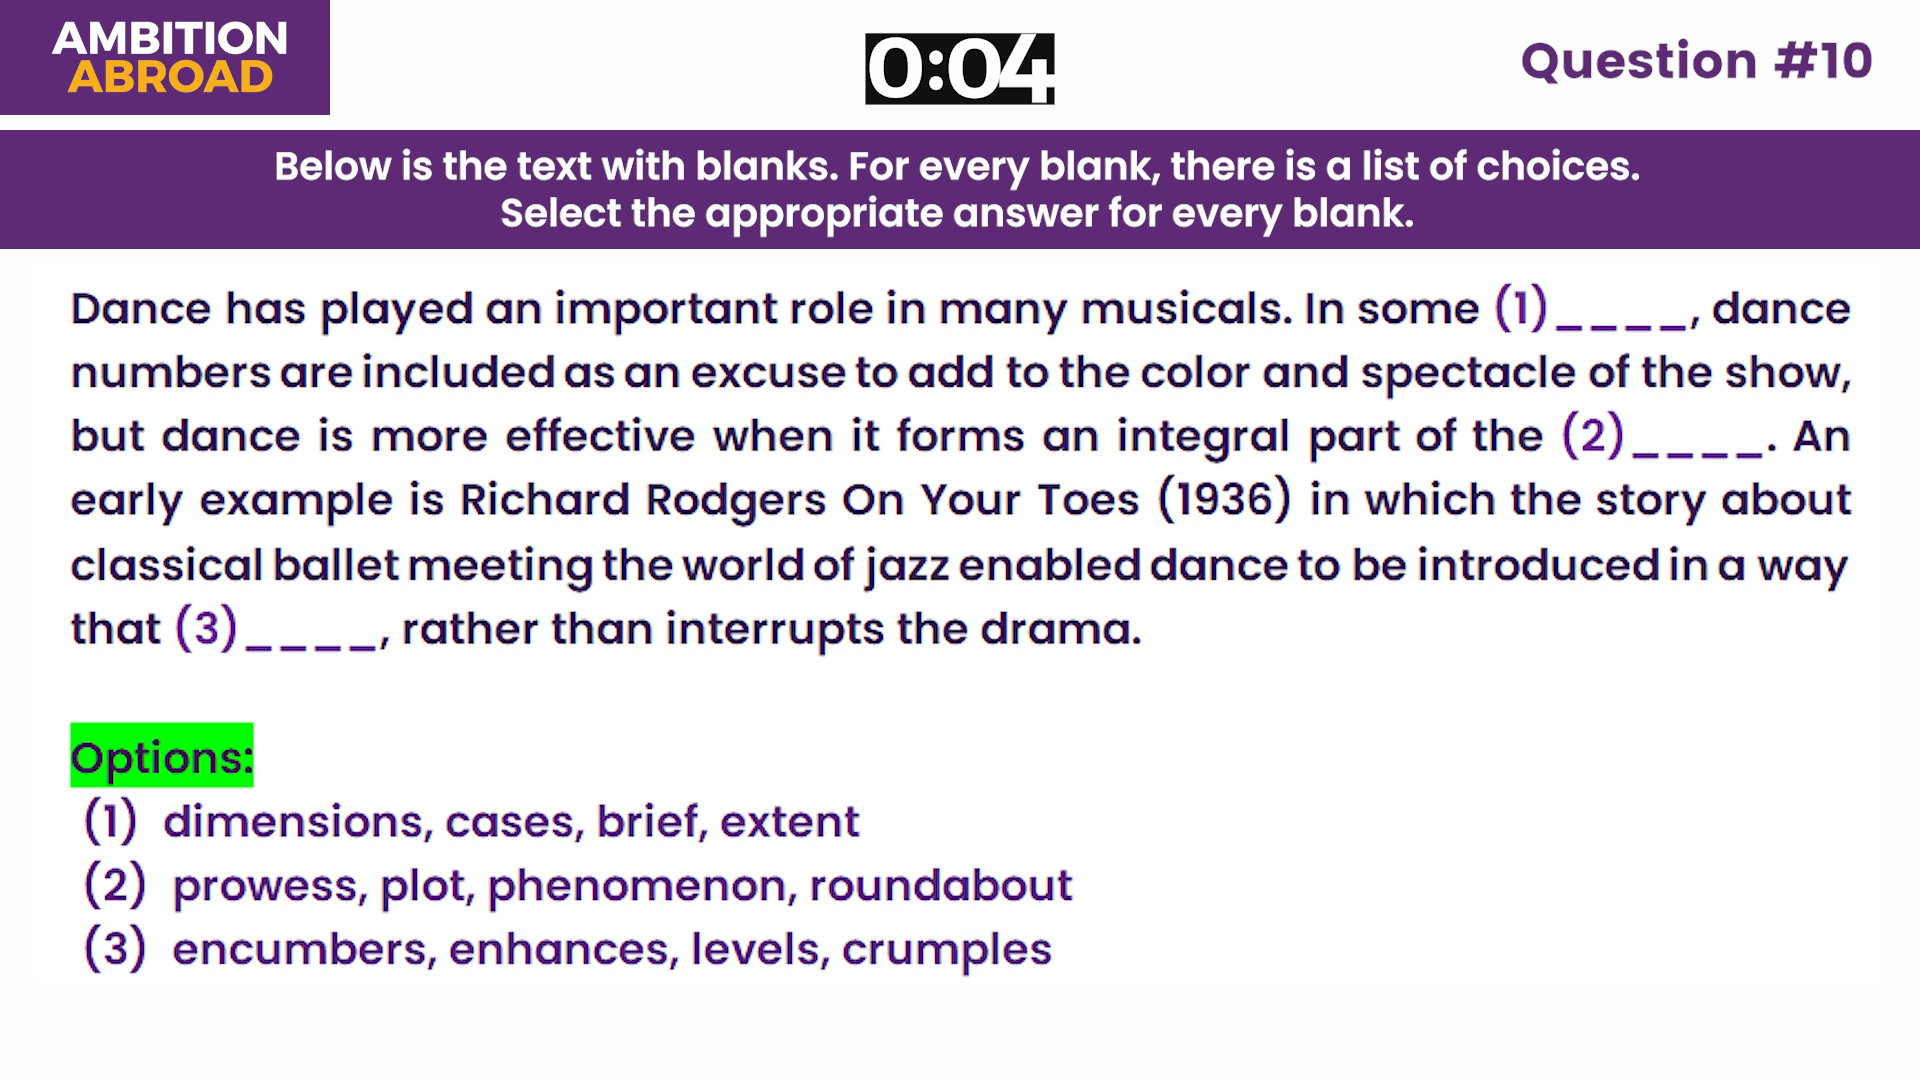 AMBITION
ABROAD
0:04
Question #10
Below is the text with blanks. For every blank, there is a list of choices.
Select the appropriate answer for every blank.
Dance has played an important role in many musicals. In some (1)____, dance
numbers are included as an excuse to add to the color and spectacle of the show,
but dance is more effective when it forms an integral part of the (2)____. An
early example is Richard Rodgers On Your Toes (1936) in which the story about
classical ballet meeting the world of jazz enabled dance to be introduced in a way
that (3)____, rather than interrupts the drama.
Options:
(1) dimensions, cases, brief, extent
(2) prowess, plot, phenomenon, roundabout
(3) encumbers, enhances, levels, crumples